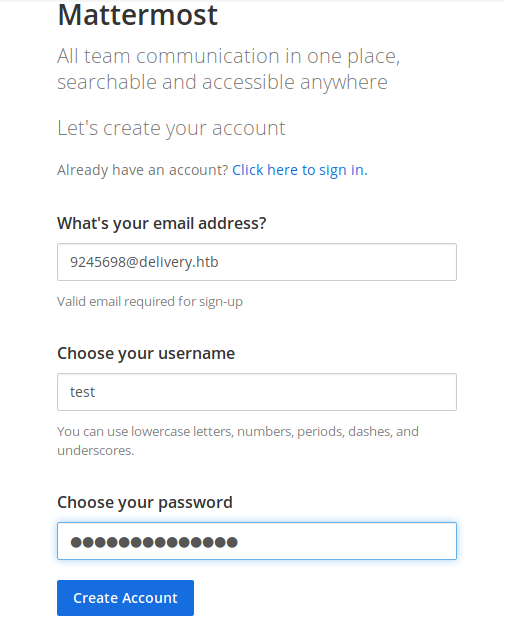 Mattermost
All team communication in one place,
searchable and accessible anywhere
Let's create your account
Already have an account? Click here to sign in.
What's your email address?
9245698@delivery.htb
Valid email required for sign-up
Choose your username
test
You can use lowercase letters, numbers, periods, dashes, and
underscores.
Choose your password
●●●●●●●●●●●●●●
Create Account